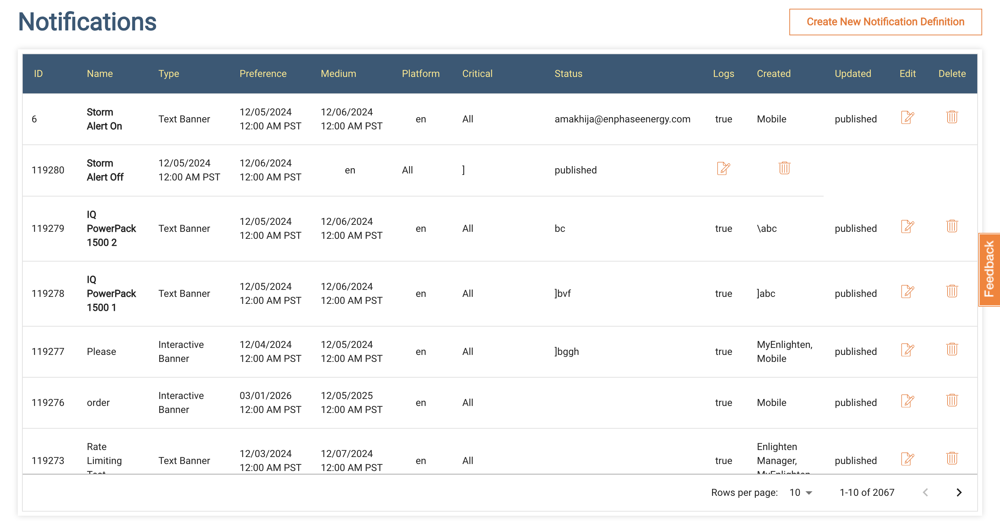 Notifications
Create New Notification Definition
ID Name Type Preference Medium Platform Critical Status Logs Created Updated Edit Delete
6 Storm Alert On Text Banner 12/05/2024 12:00 AM PST 12/06/2024 12:00 AM PST en All amakhija@enphaseenergy.com true Mobile published
119280 Storm Alert Off 12/05/2024 12:00 AM PST 12/06/2024 12:00 AM PST en All ] published
119279 IQ PowerPack 1500 2 Text Banner 12/05/2024 12:00 AM PST 12/06/2024 12:00 AM PST en All bc true \abc published
119278 IQ PowerPack 1500 1 Text Banner 12/05/2024 12:00 AM PST 12/06/2024 12:00 AM PST en All ]bvf true ]abc published
119277 Please Interactive Banner 12/04/2024 12:00 AM PST 12/05/2024 12:00 AM PST en All ]bggh true MyEnlighten, Mobile published
119276 order Interactive Banner 03/01/2026 12:00 AM PST 12/05/2025 12:00 AM PST en All true Mobile published
119273 Rate Limiting Test Text Banner 12/03/2024 12:00 AM PST 12/07/2024 12:00 AM PST en All true Enlighten Manager, MyEnlighten published
Rows per page: 10 1-10 of 2067
Feedback